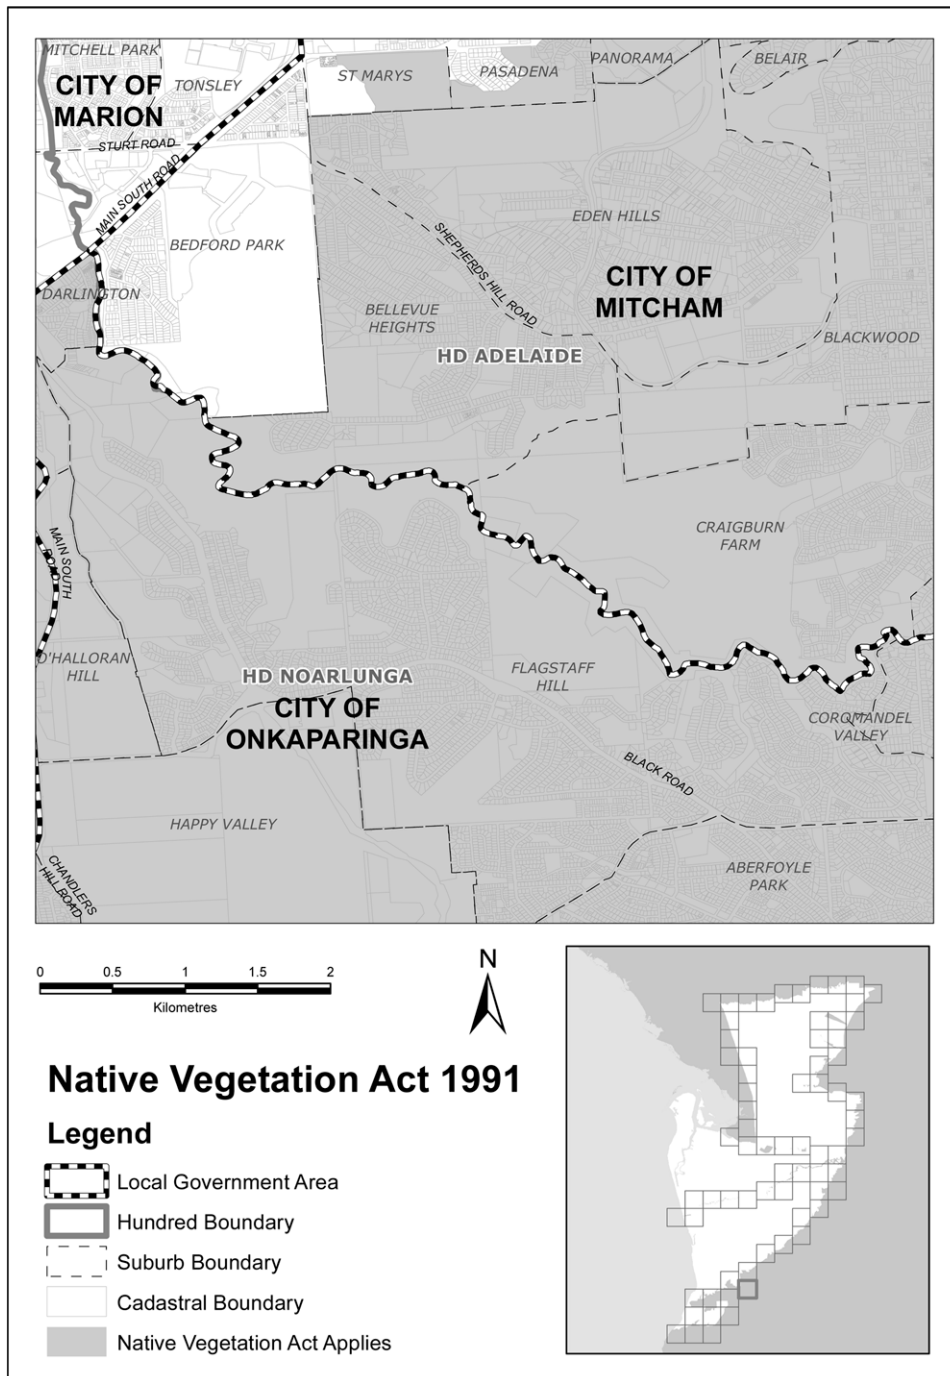 MITCHELL PARK
CITY OF
MARION
TONSLEY
ST MARYS
PASADENA
PANORAMA
BELAIR
STURT ROAD
MAIN SOUTH ROAD
BEDFORD PARK
EDEN HILLS
SHEPHERDS HILL ROAD
CITY OF
MITCHAM
DARLINGTON
BELLEVUE
HEIGHTS
BLACKWOOD
HD ADELAIDE
CRAIGBURN
FARM
MAIN SOUTH
ROAD
O'HALLORAN
HILL
HD NOARLUNGA
FLAGSTAFF
HILL
CITY OF
ONKAPARINGA
COROMANDEL
VALLEY
BLACK ROAD
HAPPY VALLEY
ABERFOYLE
PARK
CHANDLERS
HILL ROAD
0 0.5 1 1.5 2
Kilometres
N
Native Vegetation Act 1991
Legend
Local Government Area
Hundred Boundary
Suburb Boundary
Cadastral Boundary
Native Vegetation Act Applies